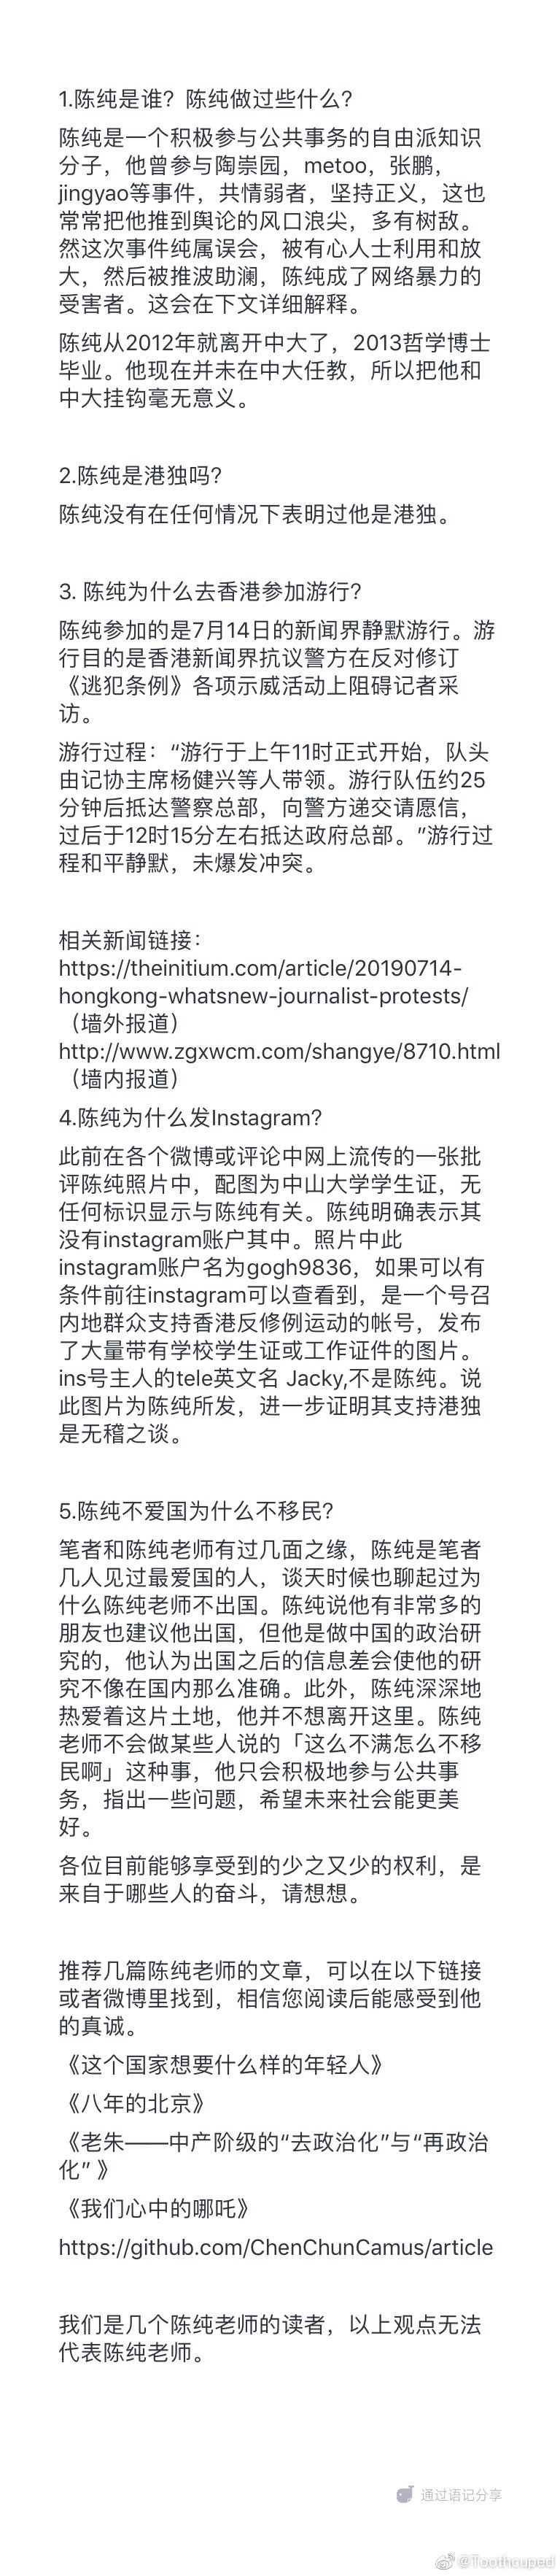 1.陈纯是谁？陈纯做过些什么？
陈纯是一个积极参与公共事务的自由派知识
分子，他曾参与陶崇园，metoo，张鹏，
jingyao等事件，共情弱者，坚持正义，这也
常常把他推到舆论的风口浪尖，多有树敌。
然这次事件纯属误会，被有心人士利用和放
大，然后被推波助澜，陈纯成了网络暴力的
受害者。这会在下文详细解释。
陈纯从2012年就离开中大了，2013哲学博士
毕业。他现在并未在中大任教，所以把他和
中大挂钩毫无意义。
2.陈纯是港独吗？
陈纯没有在任何情况下表明过他是港独。
3. 陈纯为什么去香港参加游行？
陈纯参加的是7月14日的新闻界静默游行。游
行目的是香港新闻界抗议警方在反对修订
《逃犯条例》各项示威活动上阻碍记者采
访。
游行过程：“游行于上午11时正式开始，队头
由记协主席杨健兴等人带领。游行队伍约25
分钟后抵达警察总部，向警方递交请愿信，
过后于12时15分左右抵达政府总部。”游行过
程和平静默，未爆发冲突。
相关新闻链接：
https://theinitium.com/article/20190714-
hongkong-whatsnew-journalist-protests/
（墙外报道）
http://www.zgxwcm.com/shangye/8710.html
（墙内报道）
4.陈纯为什么发Instagram?
此前在各个微博或评论中网上流传的一张批
评陈纯照片中，配图为中山大学学生证，无
任何标识显示与陈纯有关。陈纯明确表示其
没有instagram账户其中。照片中此
instagram账户名为gogh9836，如果可以有
条件前往instagram可以查看到，是一个号召
内地群众支持香港反修例运动的帐号，发布
了大量带有学校学生证或工作证件的图片。
ins号主人的tele英文名 Jacky,不是陈纯。说
此图片为陈纯所发，进一步证明其支持港独
是无稽之谈。
5.陈纯不爱国为什么不移民？
笔者和陈纯老师有过几面之缘，陈纯是笔者
几人见过最爱国的人，谈天时候也聊起过为
什么陈纯老师不出国。陈纯说他有非常多的
朋友也建议他出国，但他是做中国的政治研
究的，他认为出国之后的信息差会使他的研
究不像在国内那么准确。此外，陈纯深深地
热爱着这片土地，他并不想离开这里。陈纯
老师不会做某些人说的「这么不满怎么不移
民啊」这种事，他只会积极地参与公共事
务，指出一些问题，希望未来社会能更美
好。
各位目前能够享受到的少之又少的权利，是
来自于哪些人的奋斗，请想想。
推荐几篇陈纯老师的文章，可以在以下链接
或者微博里找到，相信您阅读后能感受到他
的真诚。
《这个国家想要什么样的年轻人》
《八年的北京》
《老朱——中产阶级的“去政治化”与“再政治
化” 》
《我们心中的哪吒》
https://github.com/ChenChunCamus/article
我们是几个陈纯老师的读者，以上观点无法
代表陈纯老师。
通过语记分享
@Toothcuped